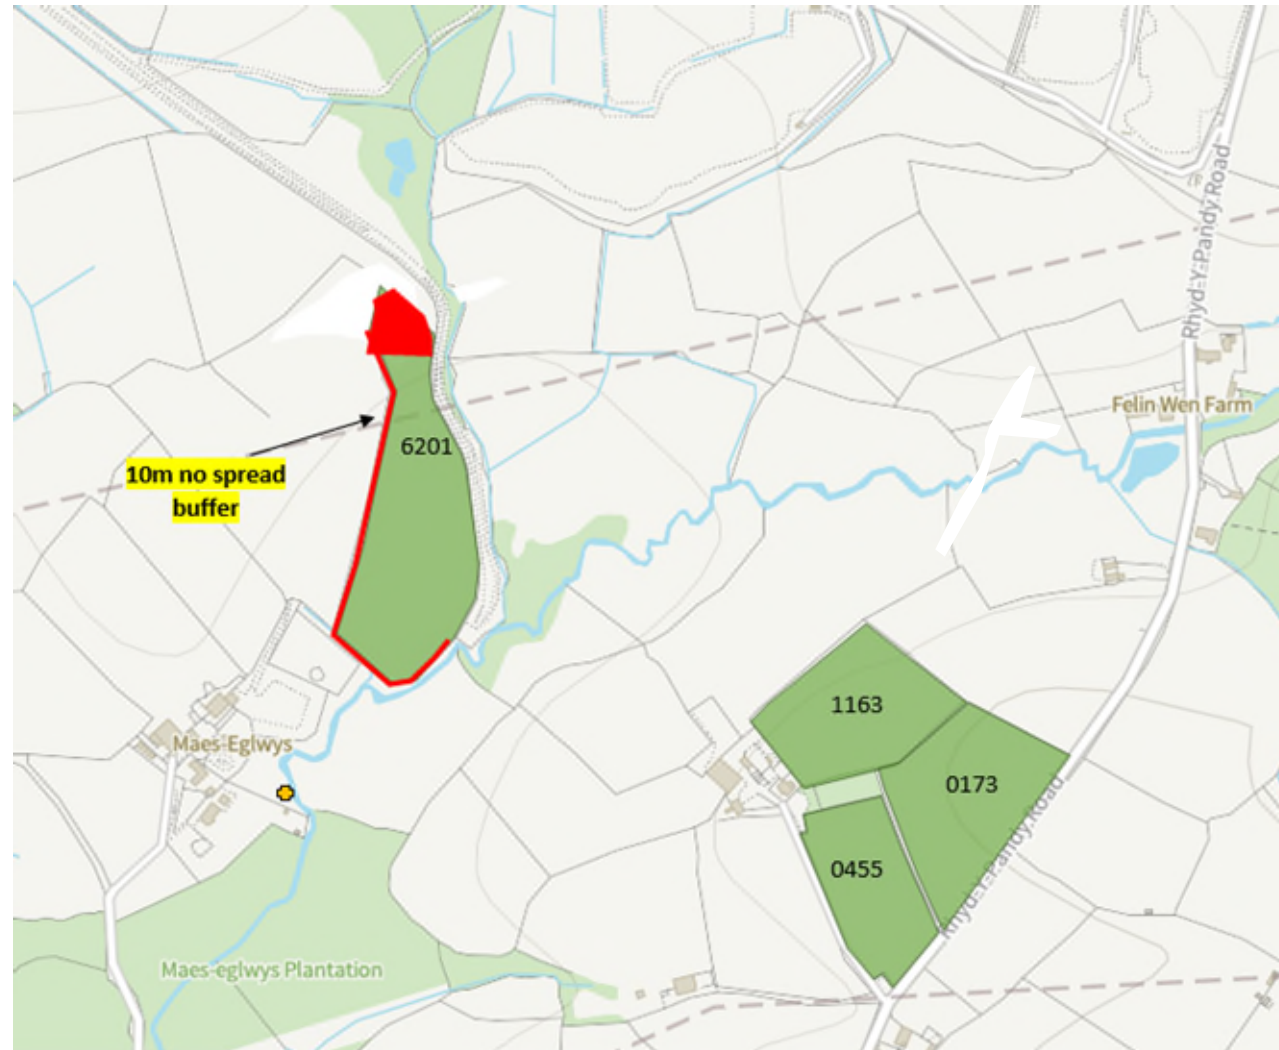 Rhyd-Y-Pandy Road
Felin Wen Farm
6201
10m no spread
buffer
1163
Maes-Eglwys
0173
0455
Rhyd-Y-Pandy Road
Maes-eglwys Plantation